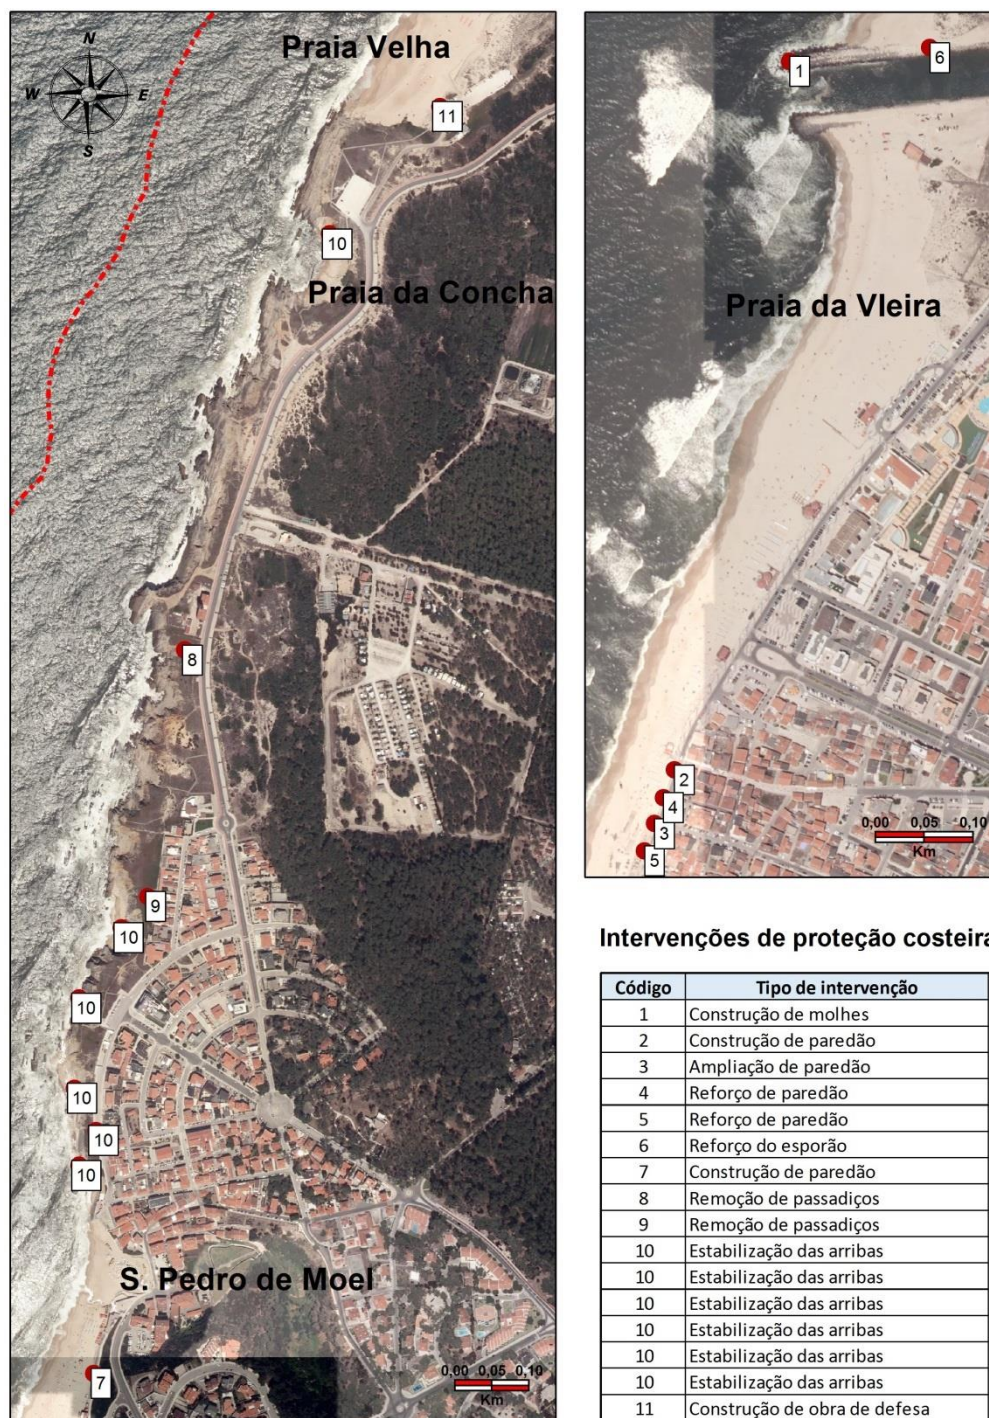 Praia Velha
N
W
E
S
11
10
Praia da Concha
8
9
10
10
10
10
10
S. Pedro de Moel
7
0,00 0,05 0,10
Km
1
6
Praia da VIeira
2
4
3
5
0,00 0,05 0,10
Km
Intervenções de proteção costeira
Código Tipo de intervenção
1 Construção de molhes
2 Construção de paredão
3 Ampliação de paredão
4 Reforço de paredão
5 Reforço de paredão
6 Reforço do esporão
7 Construção de paredão
8 Remoção de passadiços
9 Remoção de passadiços
10 Estabilização das arribas
10 Estabilização das arribas
10 Estabilização das arribas
10 Estabilização das arribas
10 Estabilização das arribas
10 Estabilização das arribas
11 Construção de obra de defesa